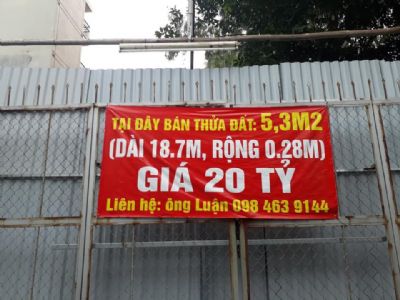 TẠI ĐÂY BÁN THỬA ĐẤT: 5,3M2
(DÀI 18.7M, RỘNG 0.28M)
GIÁ 20 TỶ
Liên hệ: ông Luận 098 463 9144